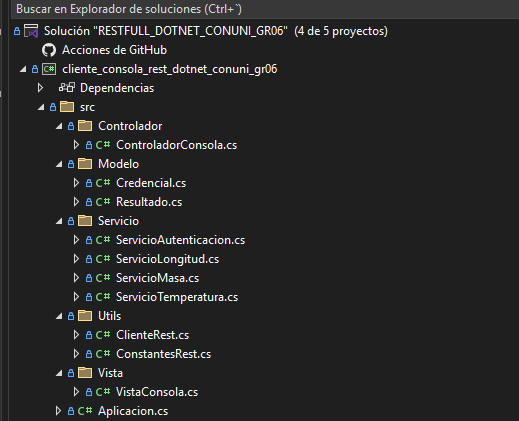 Buscar en Explorador de soluciones (Ctrl+`)
Solución "RESTFULL_DOTNET_CONUNI_GR06" (4 de 5 proyectos)
Acciones de GitHub
C# cliente_consola_rest_dotnet_conuni_gr06
Dependencias
src
Controlador
C# ControladorConsola.cs
Modelo
C# Credencial.cs
C# Resultado.cs
Servicio
C# ServicioAutenticacion.cs
C# ServicioLongitud.cs
C# ServicioMasa.cs
C# ServicioTemperatura.cs
Utils
C# ClienteRest.cs
C# ConstantesRest.cs
Vista
C# VistaConsola.cs
C# Aplicacion.cs